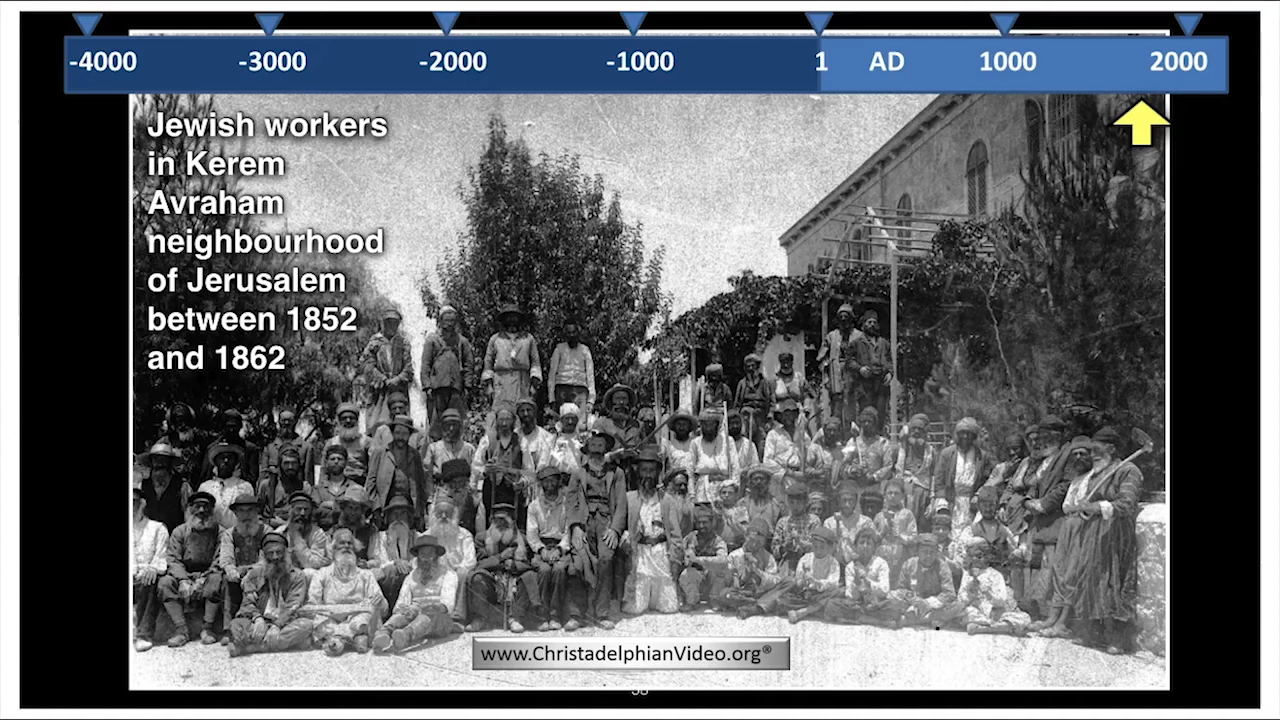 -4000 -3000 -2000 -1000 1 AD 1000 2000
Jewish workers
in Kerem
Avraham
neighbourhood
of Jerusalem
between 1852
and 1862
www.ChristadelphianVideo.org®